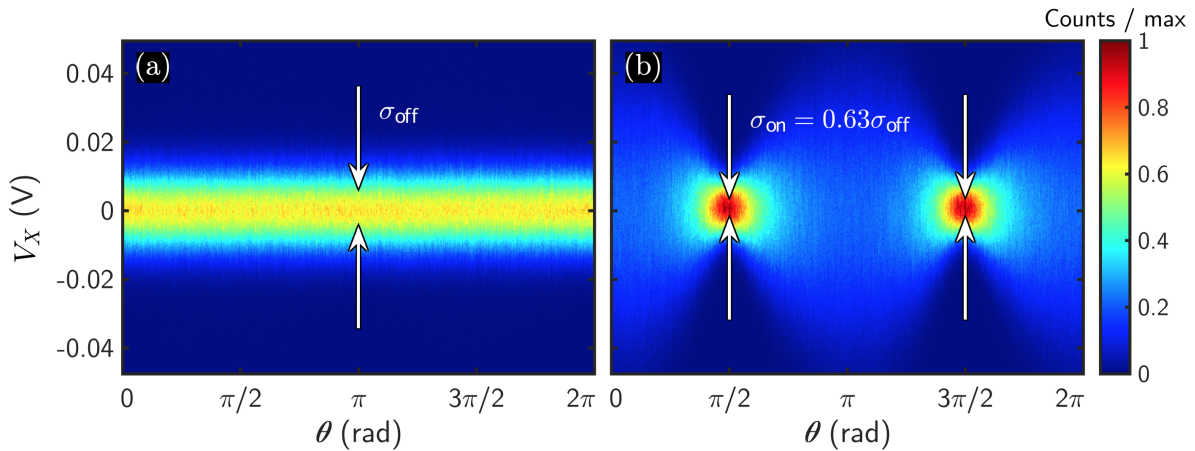 Counts / max
(a)
(b)
σoff
σon = 0.63σoff
V_X (V)
0.04
0.02
0
-0.02
-0.04
1
0.8
0.6
0.4
0.2
0
0 π/2 π 3π/2 2π
0 π/2 π 3π/2 2π
θ (rad)
θ (rad)